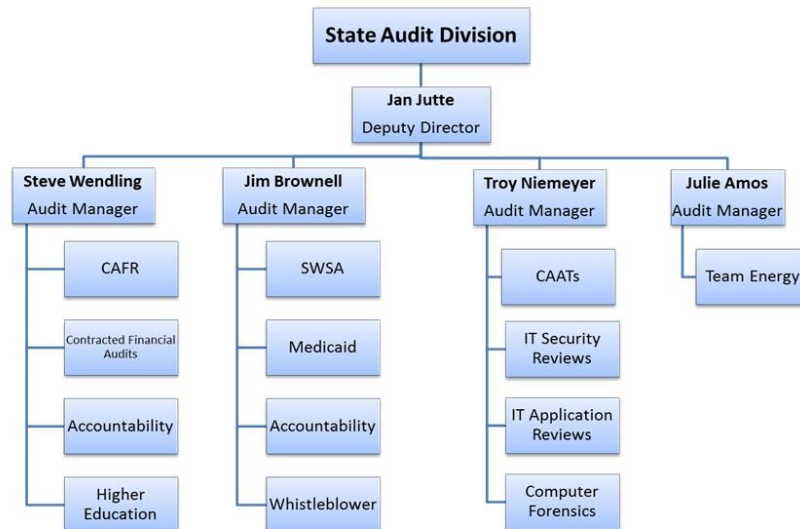 State Audit Division
Jan Jutte
Deputy Director
Steve Wendling
Audit Manager
CAFR
Contracted Financial
Audits
Accountability
Higher
Education
Jim Brownell
Audit Manager
SWSA
Medicaid
Accountability
Whistleblower
Troy Niemeyer
Audit Manager
CAATs
IT Security
Reviews
IT Application
Reviews
Computer
Forensics
Julie Amos
Audit Manager
Team Energy